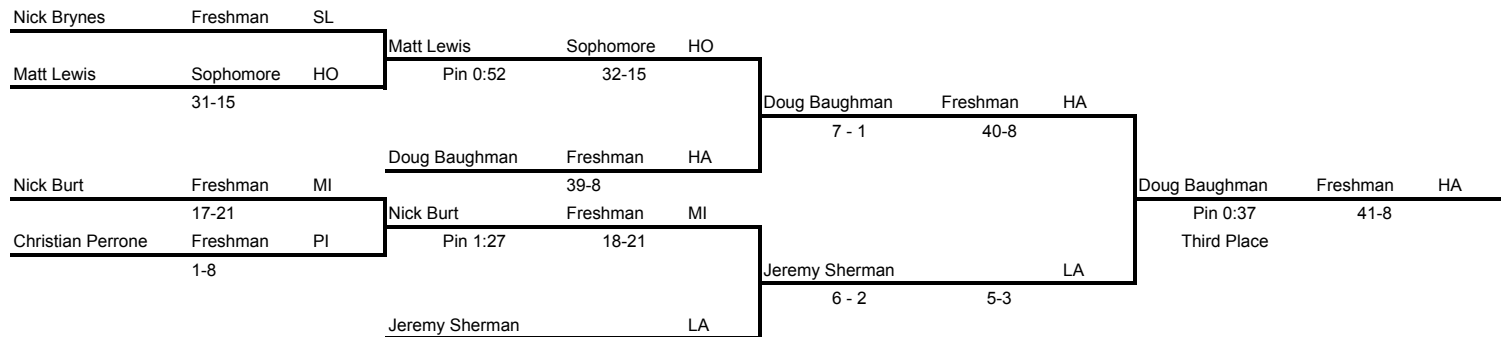 Nick Brynes Freshman SL
Matt Lewis Sophomore HO
Pin 0:52 32-15
Matt Lewis Sophomore HO
31-15
Doug Baughman Freshman HA
7 - 1 40-8
Doug Baughman Freshman HA
39-8
Nick Burt Freshman MI
17-21
Doug Baughman Freshman HA
Pin 0:37 41-8
Third Place
Nick Burt Freshman MI
Pin 1:27 18-21
Christian Perrone Freshman PI
1-8
Jeremy Sherman LA
6 - 2 5-3
Jeremy Sherman LA